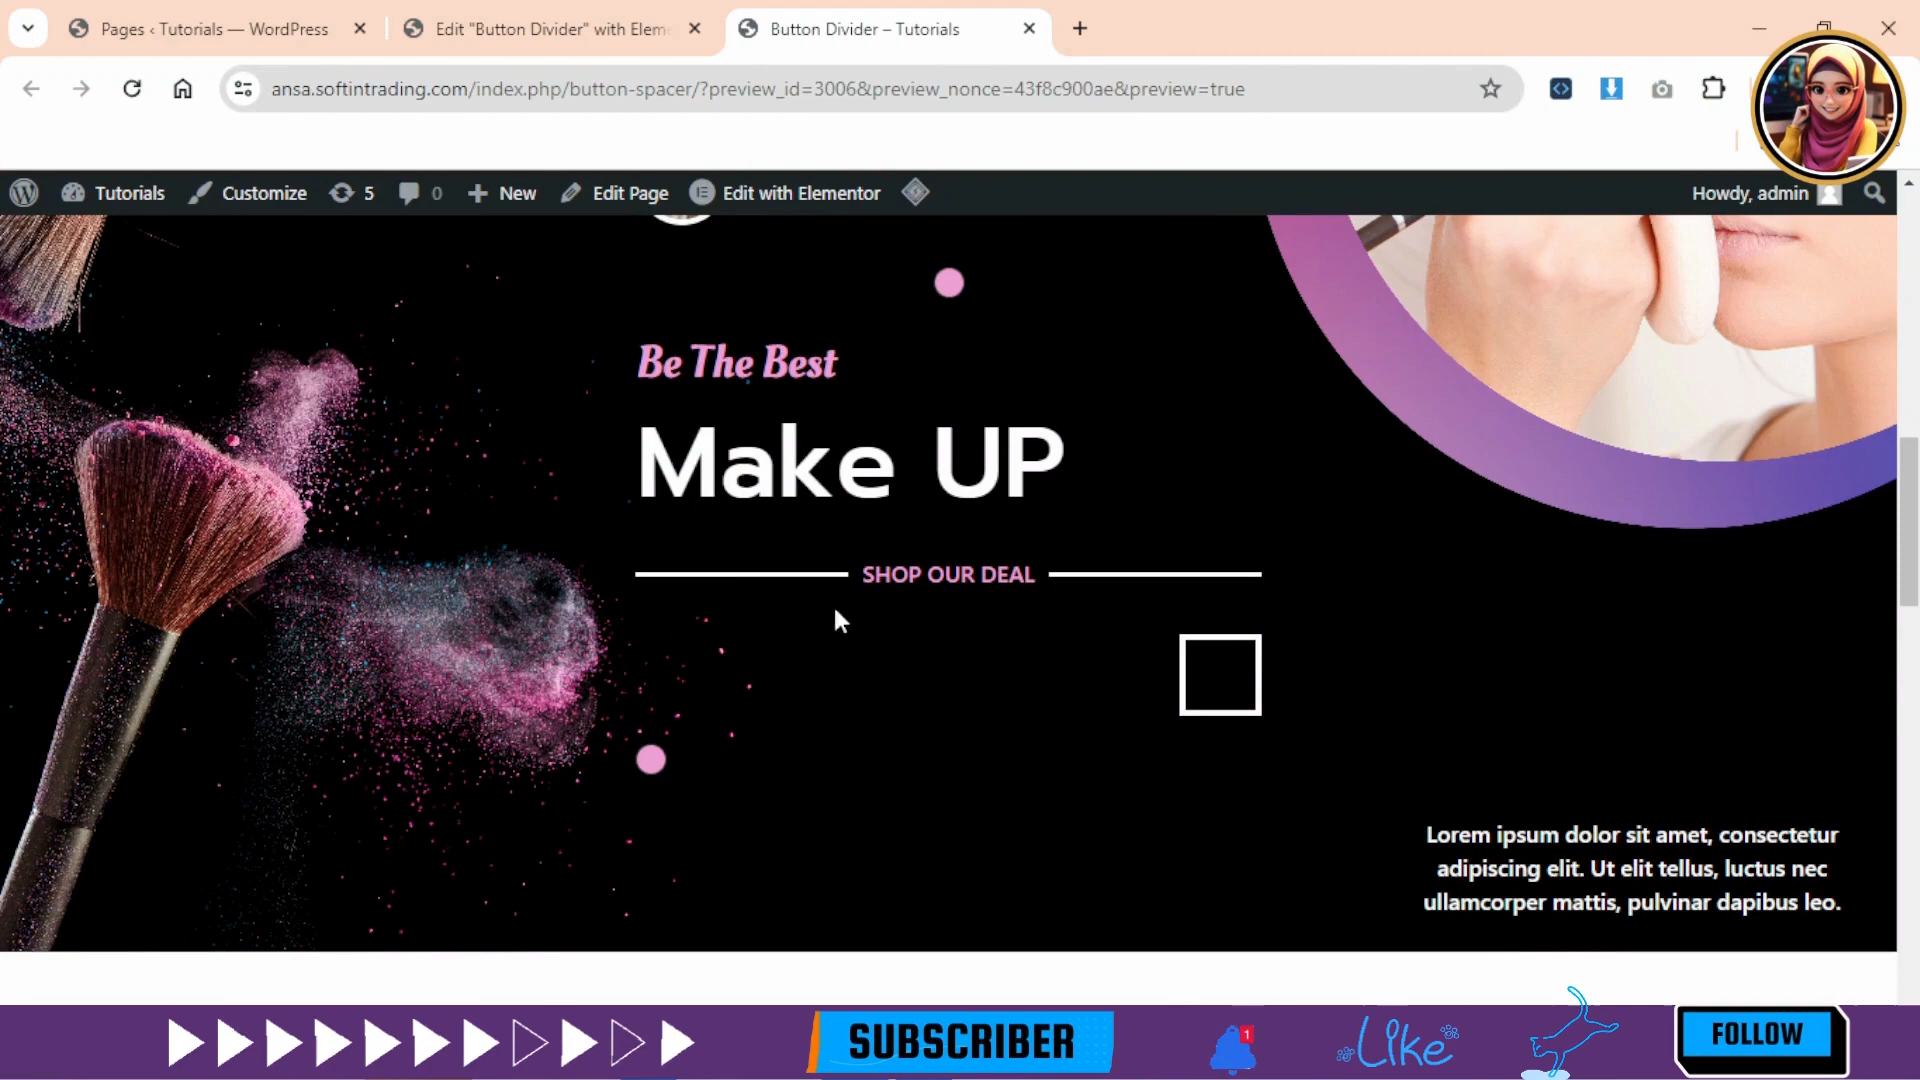 Pages ‹ Tutorials — WordPress
Edit "Button Divider" with Elem
Button Divider – Tutorials
ansa.softintrading.com/index.php/button-spacer/?preview_id=3006&preview_nonce=43f8c900ae&preview=true
Tutorials
Customize
5
0
New
Edit Page
Edit with Elementor
Howdy, admin
Be The Best
Make UP
SHOP OUR DEAL
Lorem ipsum dolor sit amet, consectetur
adipiscing elit. Ut elit tellus, luctus nec
ullamcorper mattis, pulvinar dapibus leo.
SUBSCRIBER
1
Like
FOLLOW